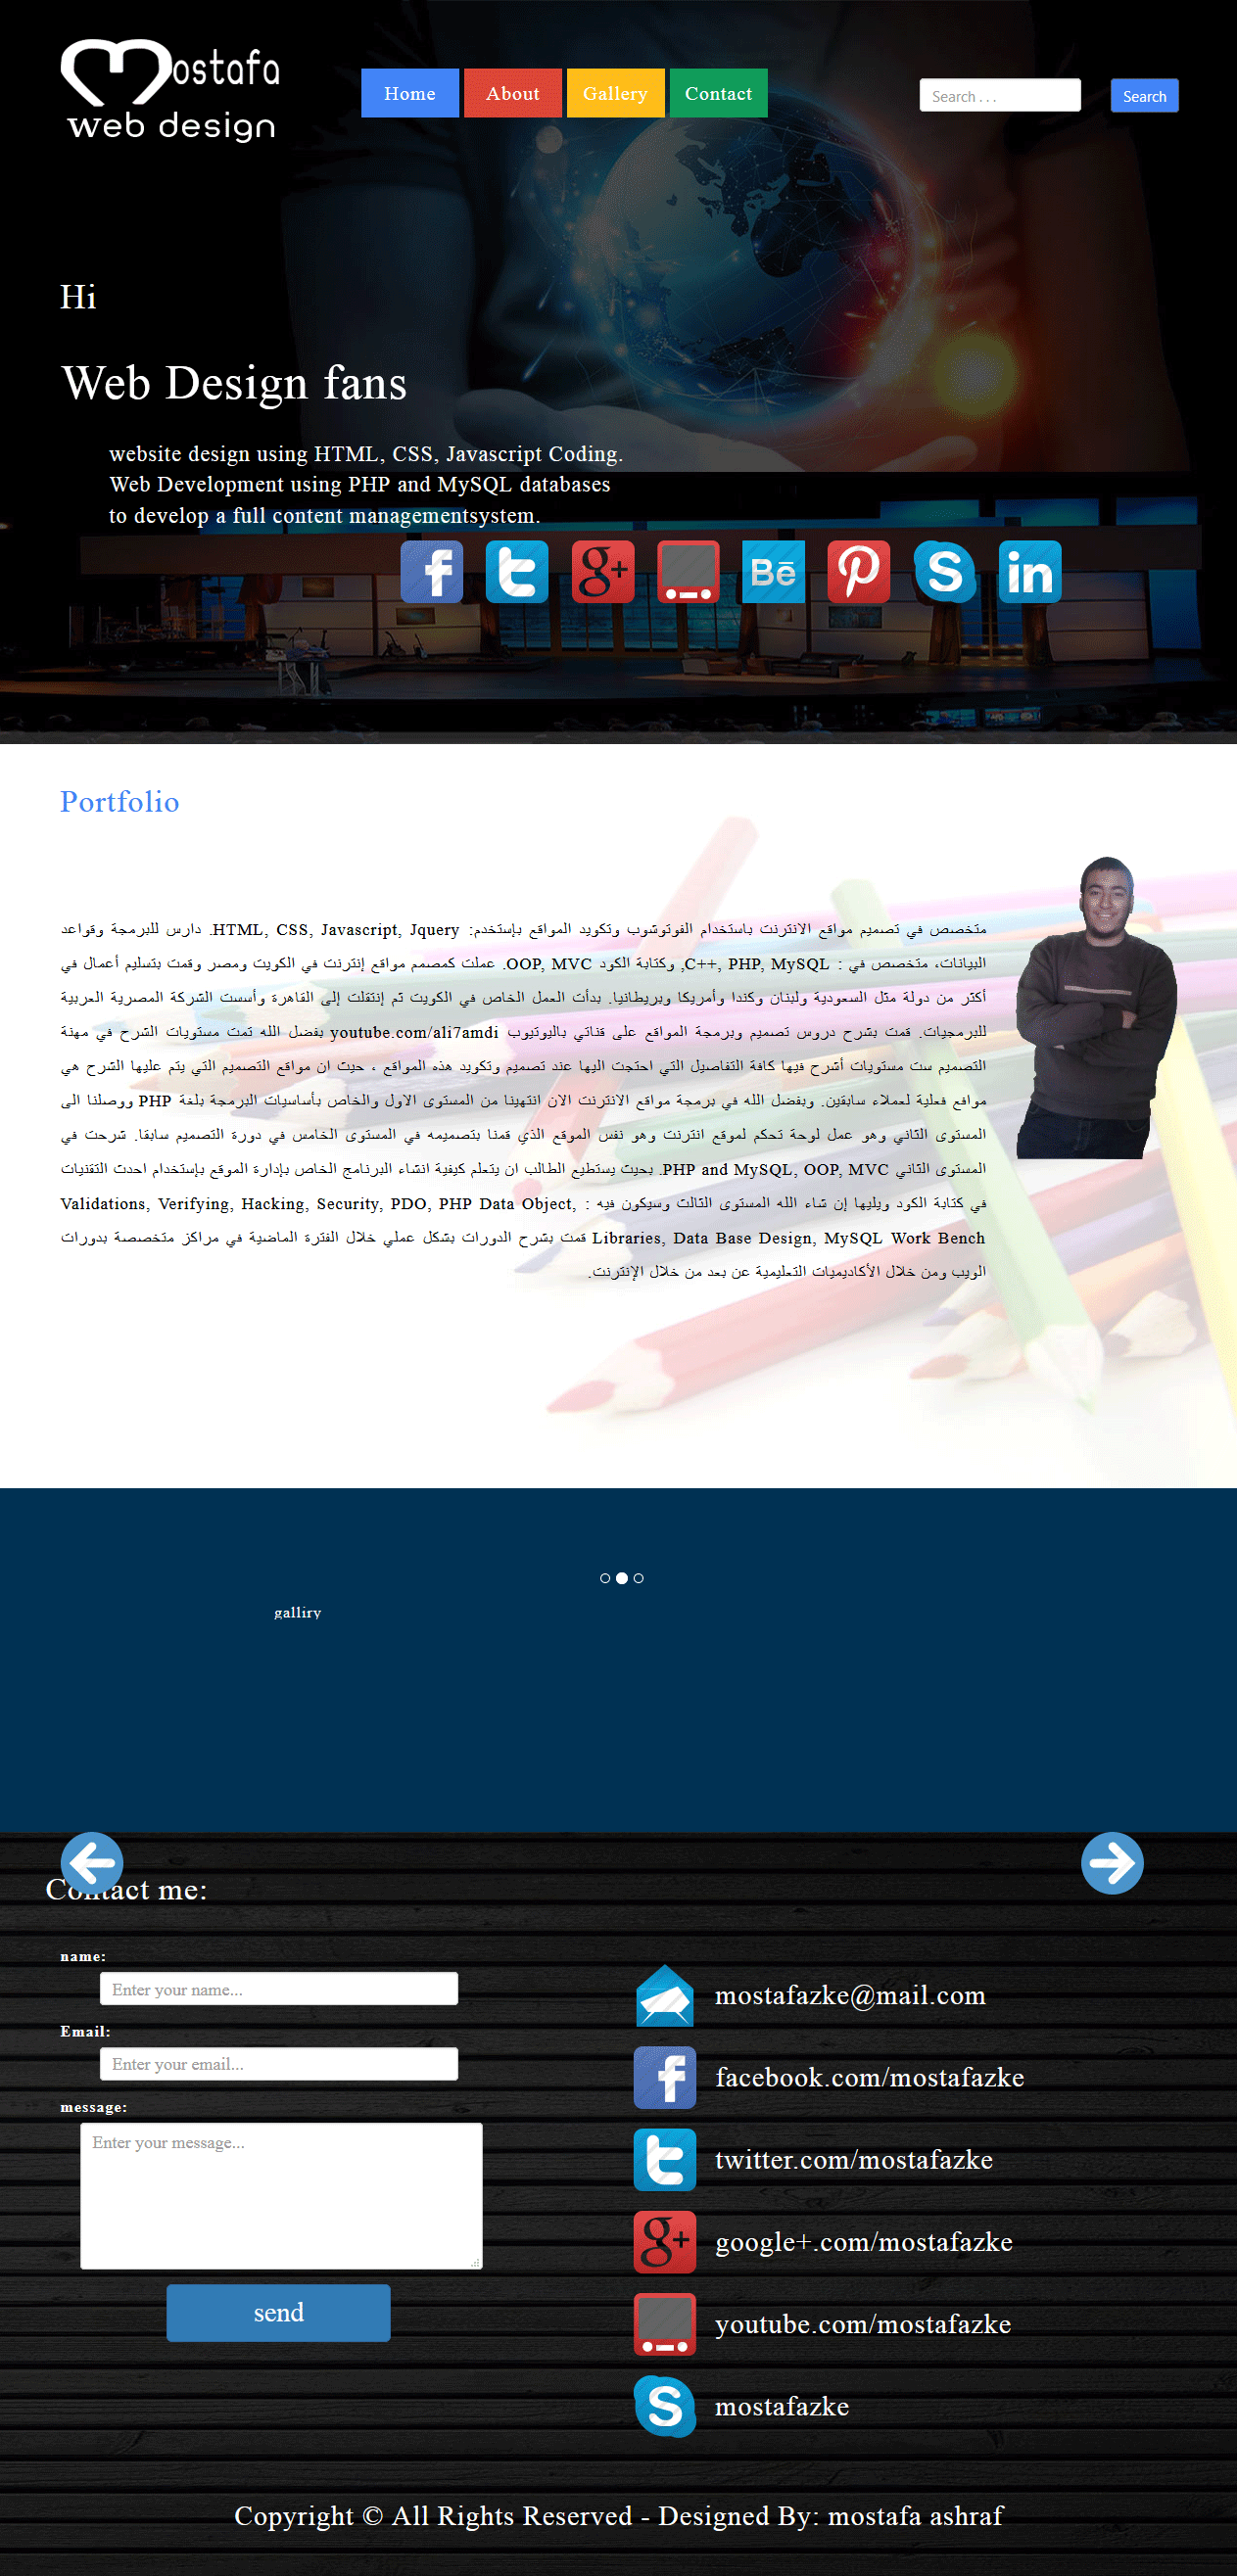 mostafa
web design
Home
About
Gallery
Contact
Search . . .
Search
Hi
Web Design fans
website design using HTML, CSS, Javascript Coding.
Web Development using PHP and MySQL databases
to develop a full content managementsystem.
Bē
Portfolio
متخصص في تصميم مواقع الانترنت باستخدام الفوتوشوب وتكويد المواقع بإستخدم: HTML, CSS, Javascript, Jquery. دارس للبرمجة وقواعد
البيانات، متخصص في : C++, PHP, MySQL, وكتابة الكود OOP, MVC. عملت كمصمم مواقع إنترنت في الكويت ومصر وقمت بتسليم أعمال في
أكثر من دولة مثل السعودية ولبنان وكندا وأمريكا وبريطانيا. بدأت العمل الخاص في الكويت ثم إنتقلت إلى القاهرة وأسست الشركة المصرية العربية
للبرمجيات. قمت بشرح دروس تصميم وبرمجة المواقع على قناتي باليوتيوب youtube.com/ali7amdi بفضل الله تمت مستويات الشرح في مهنة
التصميم ست مستويات أشرح فيها كافة التفاصيل التي احتجت اليها عند تصميم وتكويد هذه المواقع ، حيث ان مواقع التصميم التي يتم عليها الشرح هي
مواقع فعلية لعملاء سابقين. وبفضل الله في برمجة مواقع الانترنت الان انتهينا من المستوى الاول والخاص بأساسيات البرمجة بلغة PHP ووصلنا الى
المستوى الثاني وهو عمل لوحة تحكم لموقع انترنت وهو نفس الموقع الذي قمنا بتصميمه في المستوى الخامس في دورة التصميم سابقا. شرحت في
المستوى الثاني PHP and MySQL, OOP, MVC. بحيث يستطيع الطالب ان يتعلم كيفية انشاء البرنامج الخاص بإدارة الموقع بإستخدام احدث التقنيات
في كتابة الكود ويليها إن شاء الله المستوى الثالث وسيكون فيه : Validations, Verifying, Hacking, Security, PDO, PHP Data Object,
Libraries, Data Base Design, MySQL Work Bench قمت بشرح الدورات بشكل عملي خلال الفترة الماضية في مراكز متخصصة بدورات
الويب ومن خلال الأكاديميات التعليمية عن بعد من خلال الإنترنت.
galliry
Contact me:
name:
Enter your name...
Email:
Enter your email...
message:
Enter your message...
send
mostafazke@mail.com
facebook.com/mostafazke
twitter.com/mostafazke
google+.com/mostafazke
youtube.com/mostafazke
mostafazke
Copyright © All Rights Reserved - Designed By: mostafa ashraf